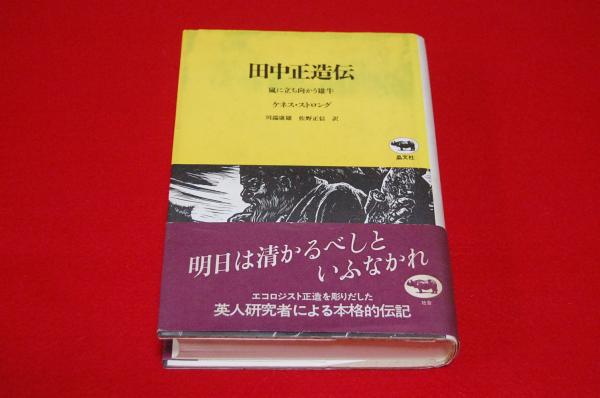 田中正造伝
嵐に立ち向かう雄牛
ケネス・ストロング
川端康雄 佐野正信 訳
晶文社
明日は清かるべしと
いふなかれ
エコロジスト正造を彫りだした
英人研究者による本格的伝記
社会